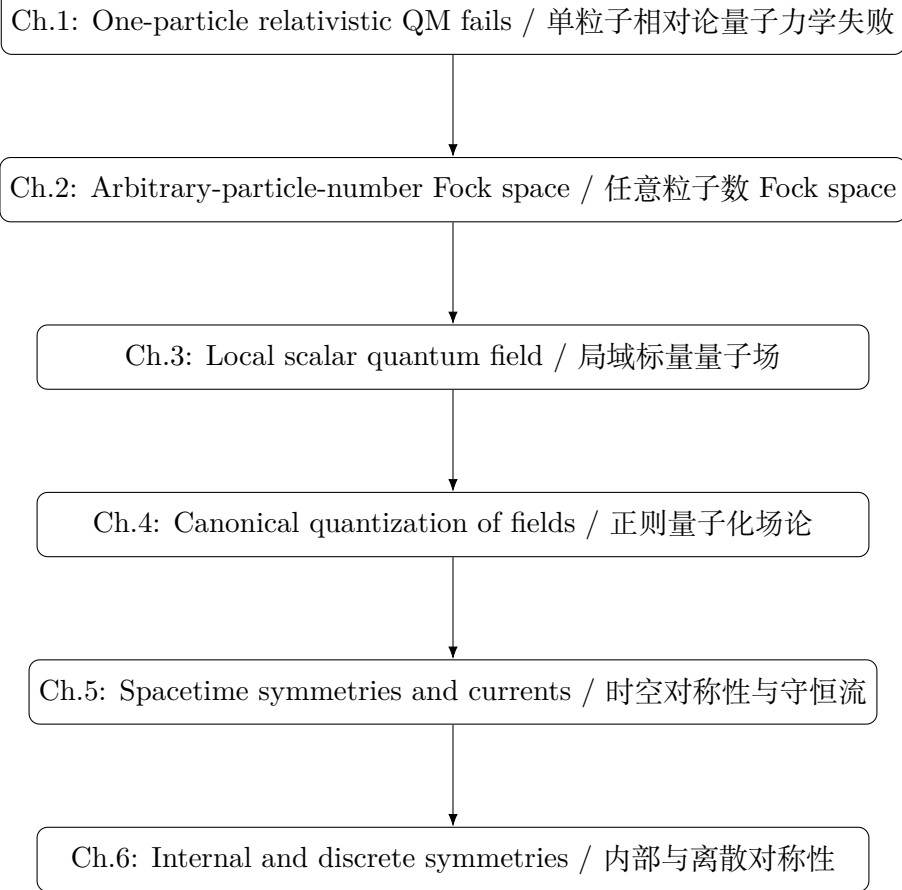 Ch.1: One-particle relativistic QM fails / 单粒子相对论量子力学失败
Ch.2: Arbitrary-particle-number Fock space / 任意粒子数 Fock space
Ch.3: Local scalar quantum field / 局域标量量子场
Ch.4: Canonical quantization of fields / 正则量子化场论
Ch.5: Spacetime symmetries and currents / 时空对称性与守恒流
Ch.6: Internal and discrete symmetries / 内部与离散对称性